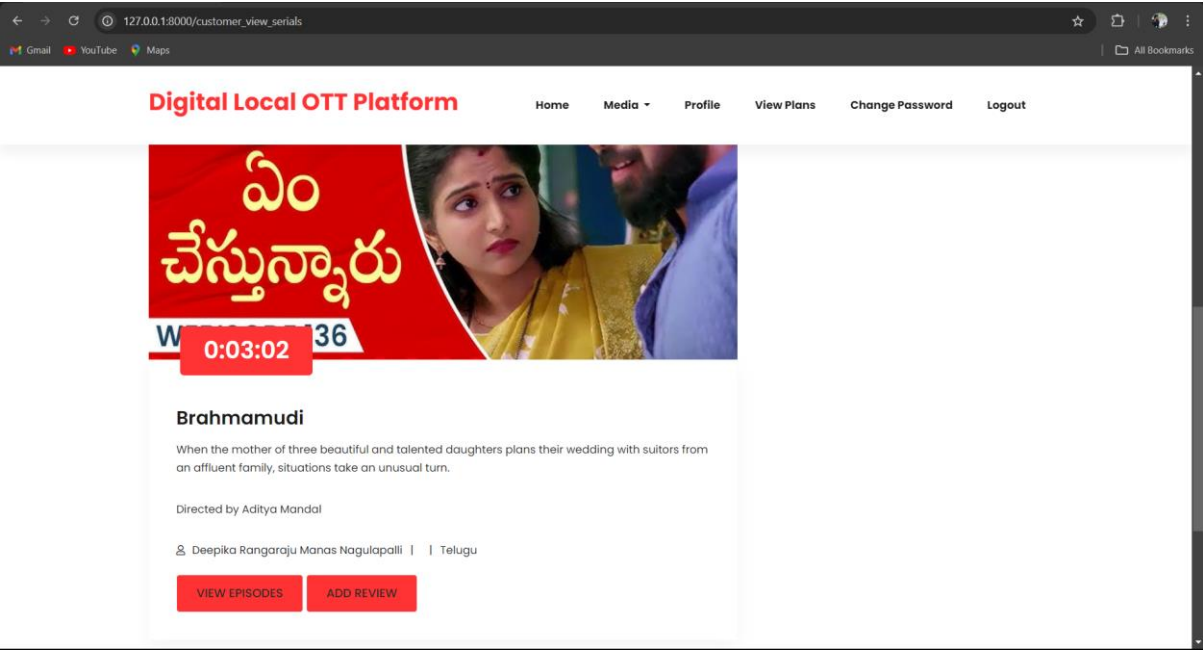 127.0.0.1:8000/customer_view_serials
Gmail YouTube Maps All Bookmarks
Digital Local OTT Platform Home Media Profile View Plans Change Password Logout
ఏం
చేస్తున్నారు
36
0:03:02
Brahmamudi
When the mother of three beautiful and talented daughters plans their wedding with suitors from
an affluent family, situations take an unusual turn.
Directed by Aditya Mandal
Deepika Rangaraju Manas Nagulapalli | | Telugu
VIEW EPISODES ADD REVIEW